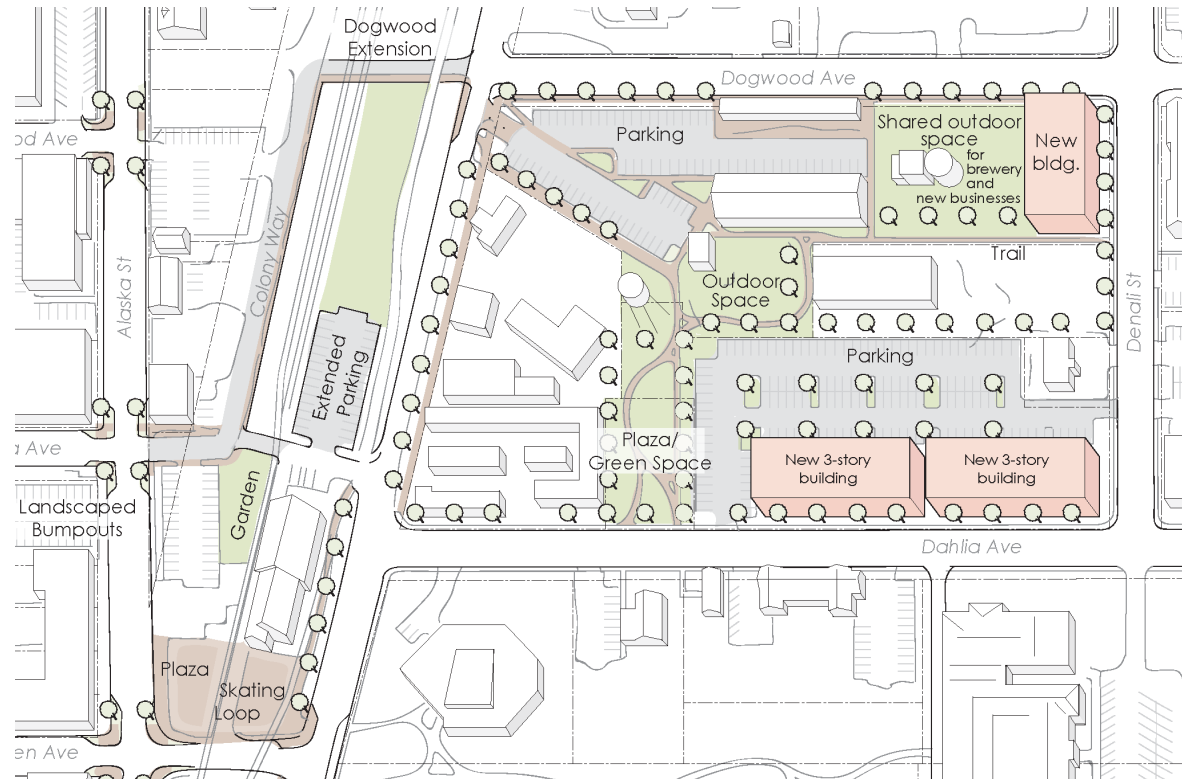 Dogwood
Extension
Dogwood Ave
Parking
Shared outdoor
space
for
brewery
and
new businesses
New
bldg.
od Ave
Colony Way
Alaska St
Trail
Denali St
Outdoor
Space
Extended
Parking
Parking
a Ave
Plaza/
Green Space
New 3-story
building
New 3-story
building
Garden
Landscaped
Bumpouts
Dahlia Ave
Plaza
Skating
Loop
en Ave